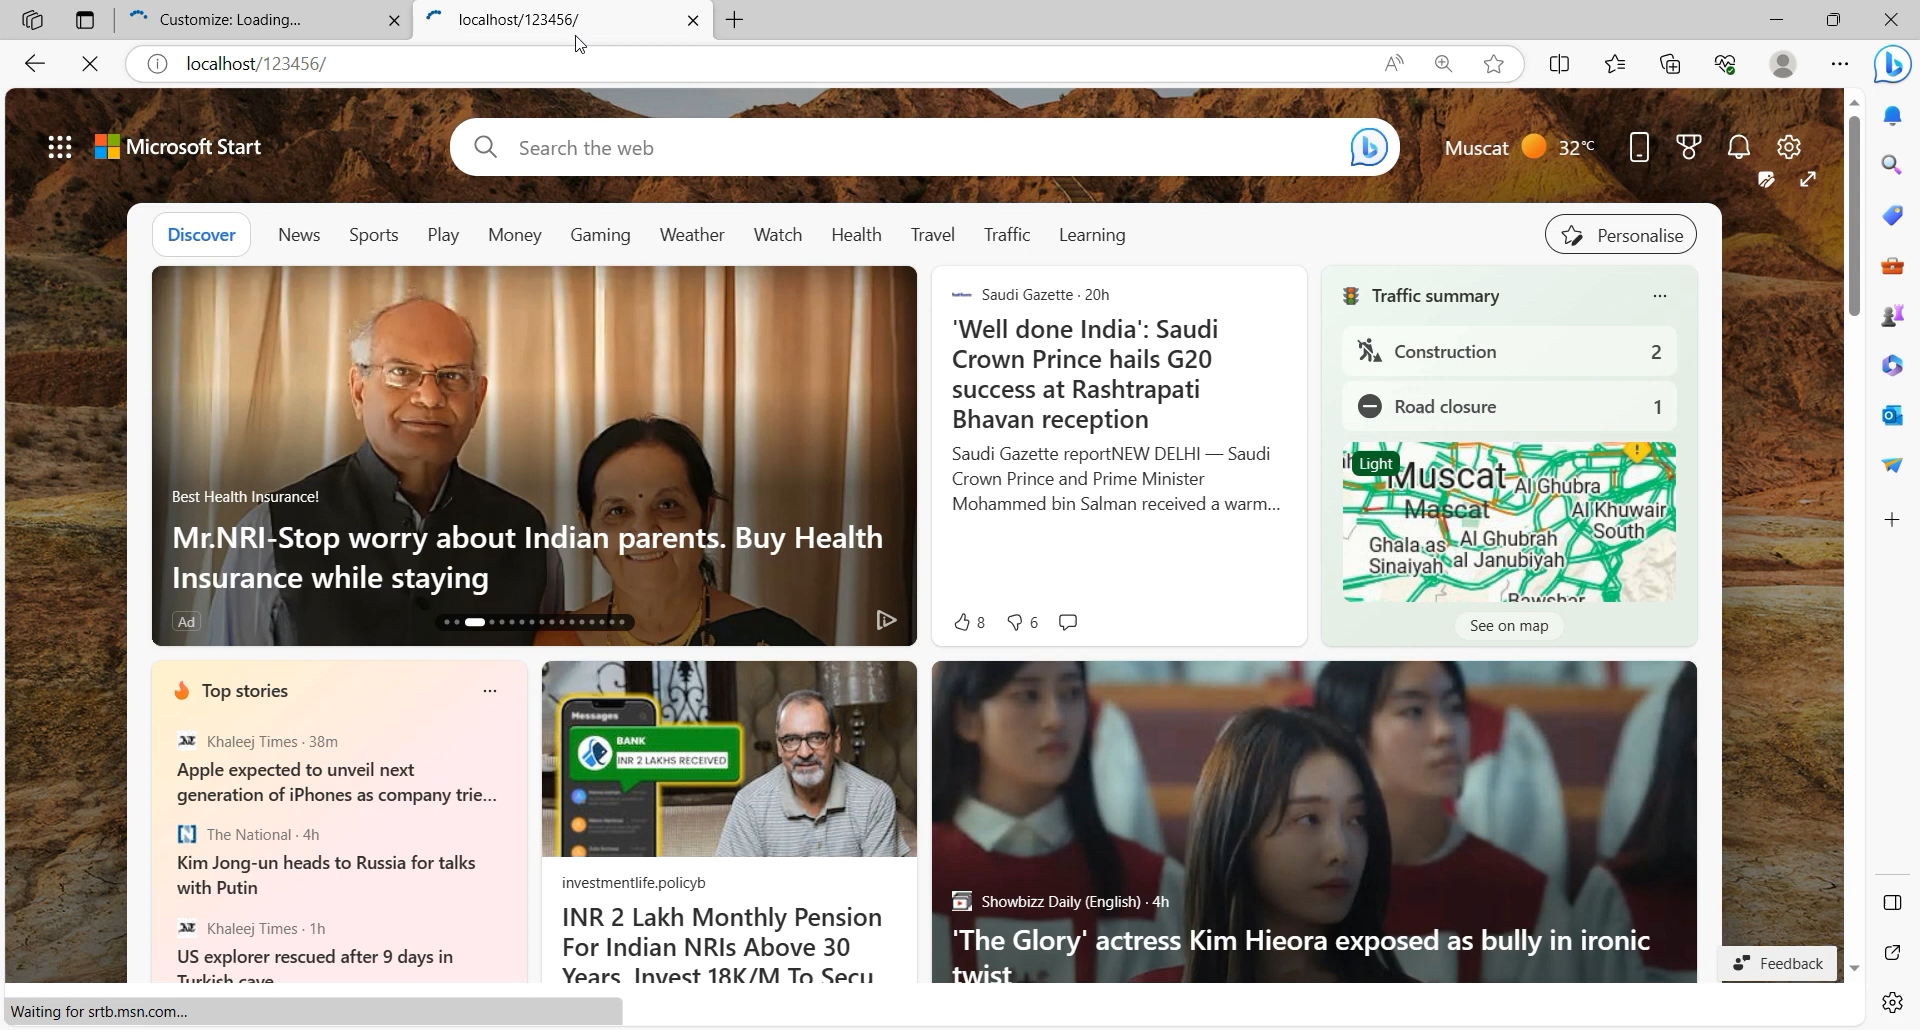 Customize: Loading...
localhost/123456/
localhost/123456/
Microsoft Start
Search the web
Muscat 32°C
Discover News Sports Play Money Gaming Weather Watch Health Travel Traffic Learning Personalise
Best Health Insurance!
Mr.NRI-Stop worry about Indian parents. Buy Health
Insurance while staying
Ad
Saudi Gazette · 20h
'Well done India': Saudi
Crown Prince hails G20
success at Rashtrapati
Bhavan reception
Saudi Gazette reportNEW DELHI — Saudi
Crown Prince and Prime Minister
Mohammed bin Salman received a warm...
8 6
Traffic summary
Construction 2
Road closure 1
Light
Muscat
Mascat
Al Ghubra
Al Khuwair
South
Ghala as
Sinaiyah
Al Ghubrah
al Janubiyah
Bawshar
See on map
Top stories
Khaleej Times · 38m
Apple expected to unveil next
generation of iPhones as company trie...
The National · 4h
Kim Jong-un heads to Russia for talks
with Putin
Khaleej Times · 1h
US explorer rescued after 9 days in
Turkish cave
Messages
BANK
INR 2 LAKHS RECEIVED
investmentlife.policyb
INR 2 Lakh Monthly Pension
For Indian NRIs Above 30
Years. Invest 18K/M To Secu
Showbizz Daily (English) · 4h
'The Glory' actress Kim Hieora exposed as bully in ironic
twist
Feedback
Waiting for srtb.msn.com...